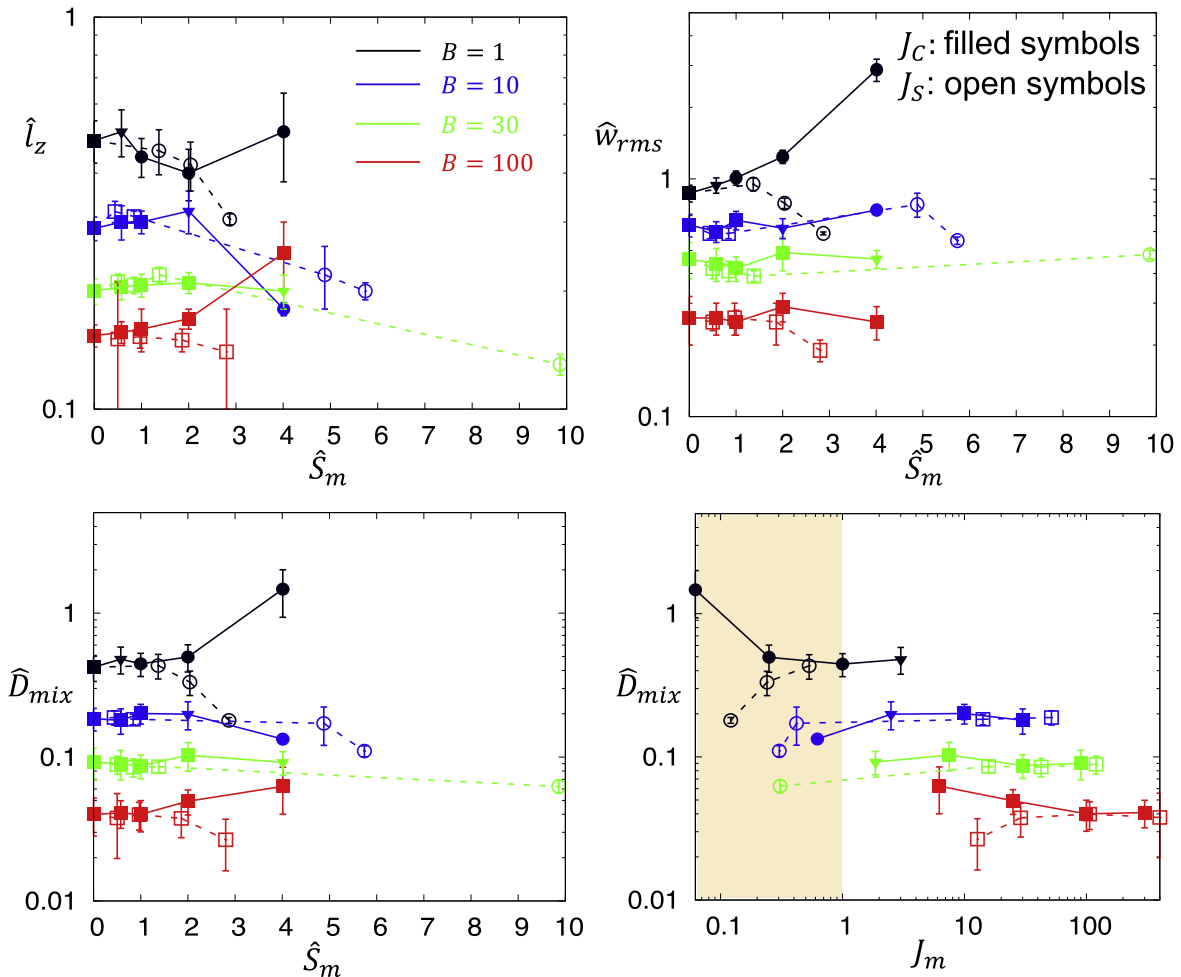 1
B = 1
B = 10
B = 30
B = 100
l̂_z
0.1
0 1 2 3 4 5 6 7 8 9 10
Ŝ_m
J_C: filled symbols
J_S: open symbols
ŵ_rms
1
0.1
0 1 2 3 4 5 6 7 8 9 10
Ŝ_m
1
D̂_mix
0.1
0.01
0 1 2 3 4 5 6 7 8 9 10
Ŝ_m
1
D̂_mix
0.1
0.01
0.1 1 10 100
J_m